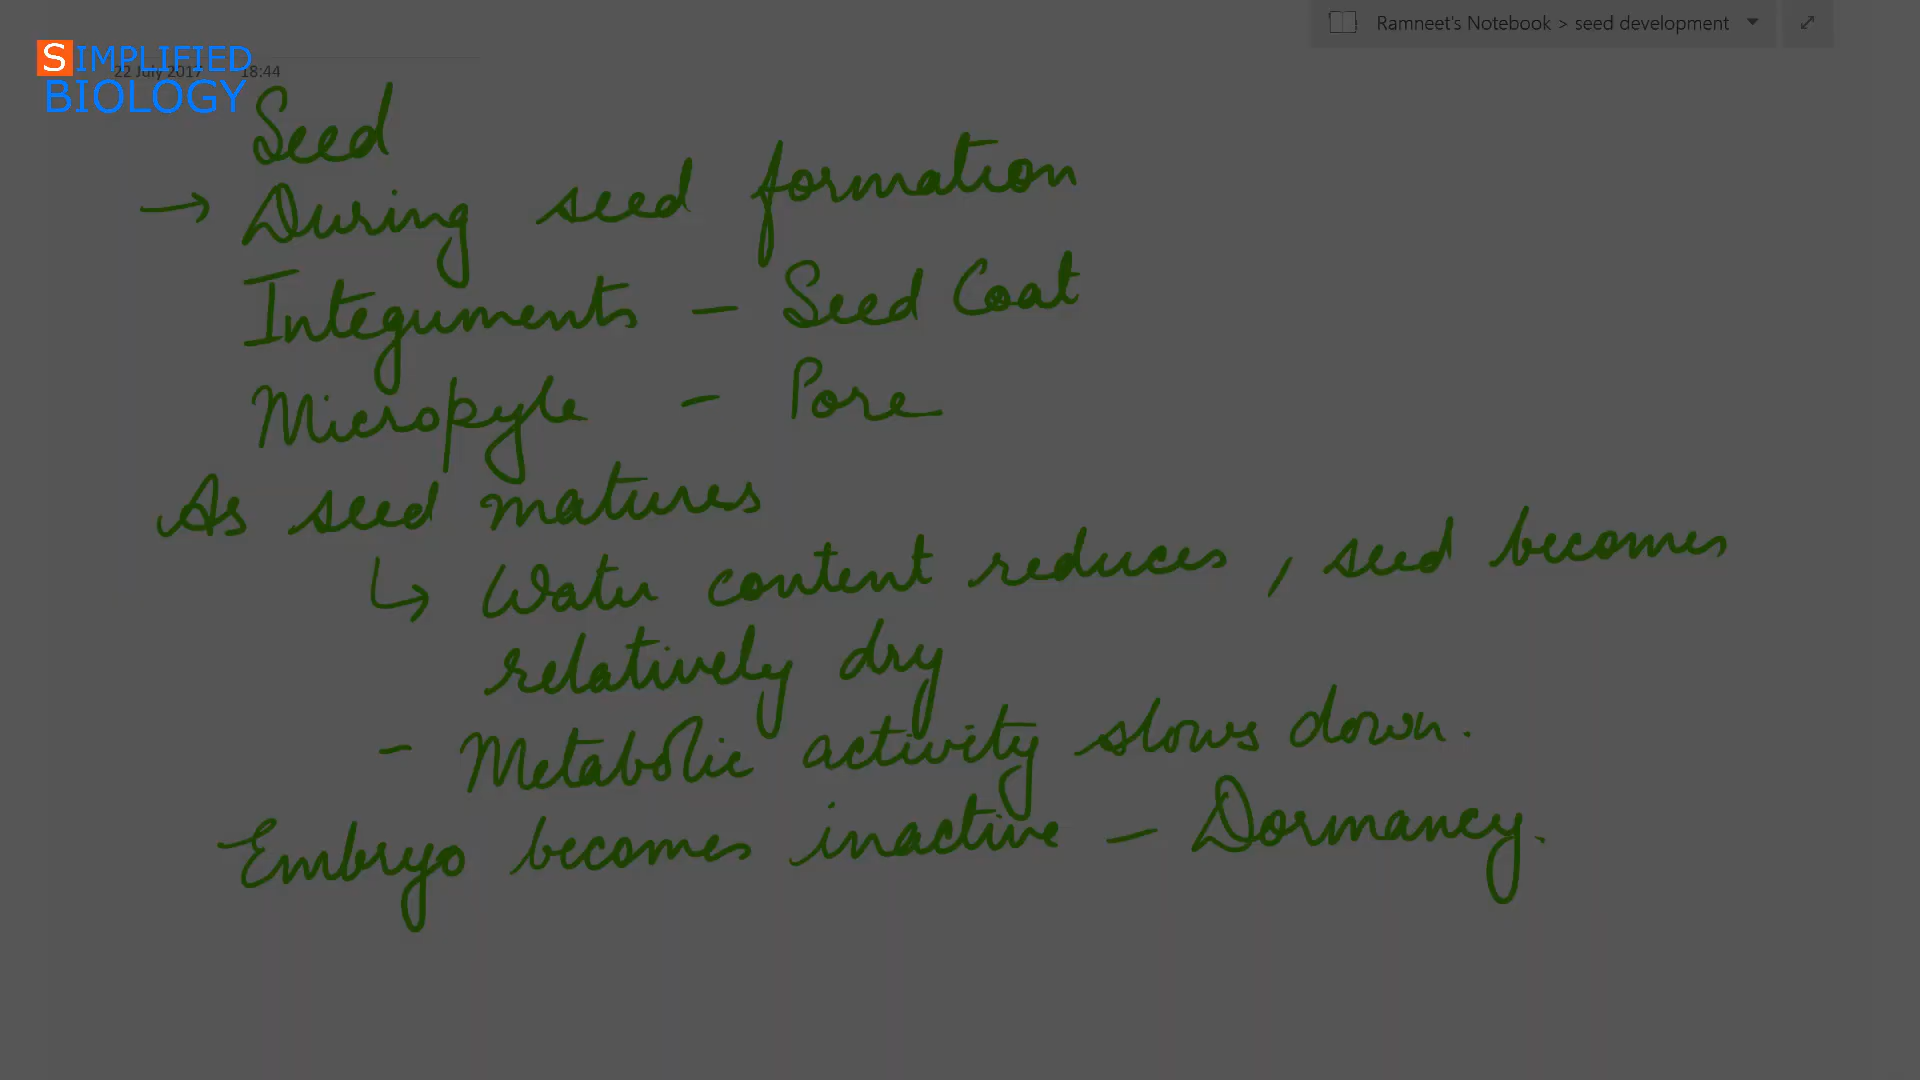 Ramneet's Notebook > seed development
SIMPLIFIED
BIOLOGY
22 July 2017 18:44
Seed
→ During seed formation
Integuments – Seed Coat
Micropyle – Pore
As seed matures
↳ Water content reduces, seed becomes
relatively dry
– Metabolic activity slows down.
Embryo becomes inactive – Dormancy.